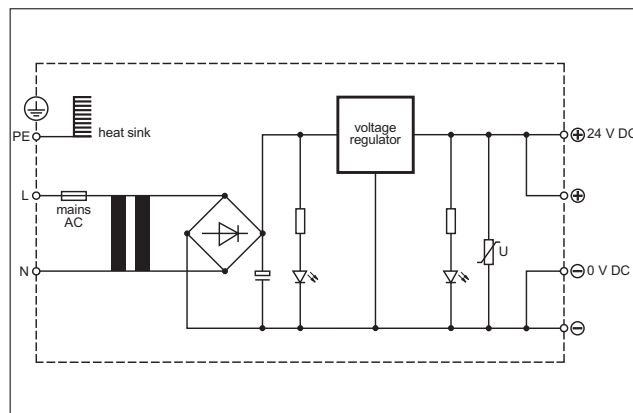 PE
heat sink
voltage
regulator
24 V DC
L
mains
AC
U
N
0 V DC